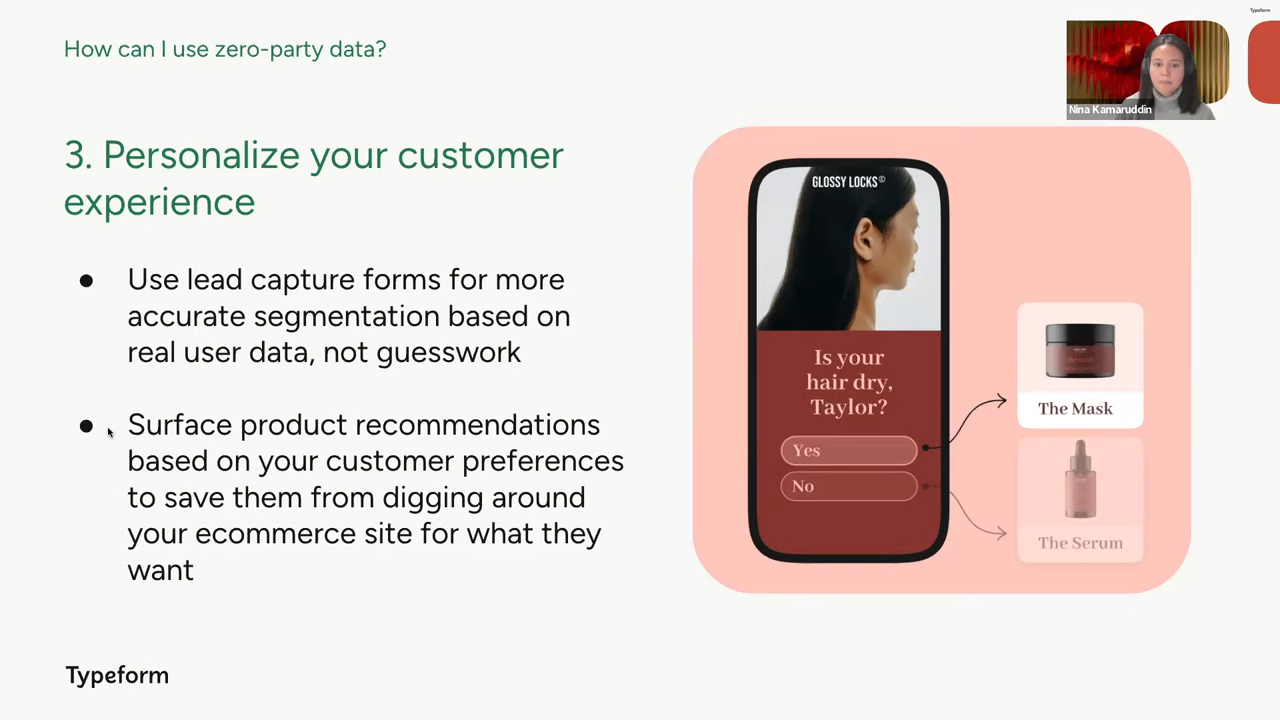 Typeform
How can I use zero-party data?
Nina Kamaruddin
3. Personalize your customer
experience
● Use lead capture forms for more
accurate segmentation based on
real user data, not guesswork
● Surface product recommendations
based on your customer preferences
to save them from digging around
your ecommerce site for what they
want
GLOSSY LOCKS©
Is your
hair dry,
Taylor?
Yes
No
The Mask
The Serum
Typeform